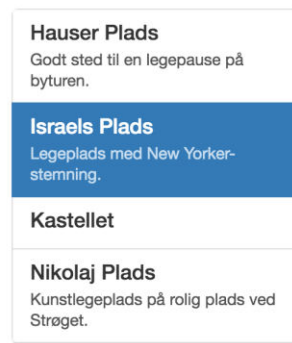 Hauser Plads
Godt sted til en legepause på
byturen.
Israels Plads
Legeplads med New Yorker-
stemning.
Kastellet
Nikolaj Plads
Kunstlegeplads på rolig plads ved
Strøget.